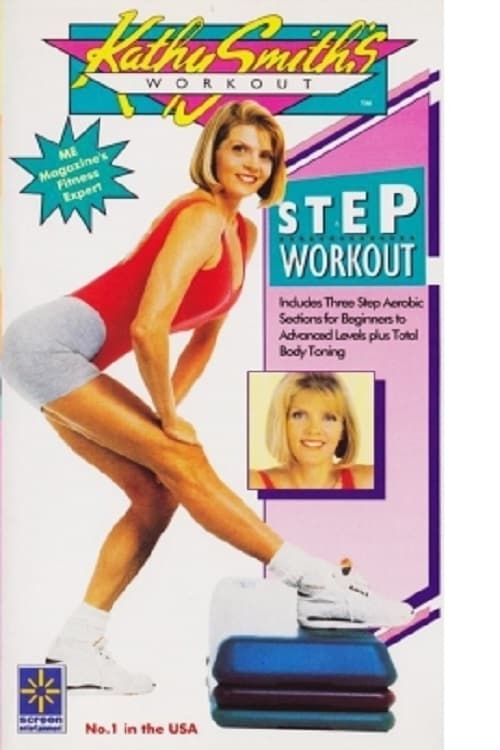 Kathy Smith's
WORKOUT
TM
ME
Magazine's
Fitness
Expert
STEP
WORKOUT
Includes Three Step Aerobic
Sections for Beginners to
Advanced Levels plus Total
Body Toning
screen
entertainment
No.1 in the USA